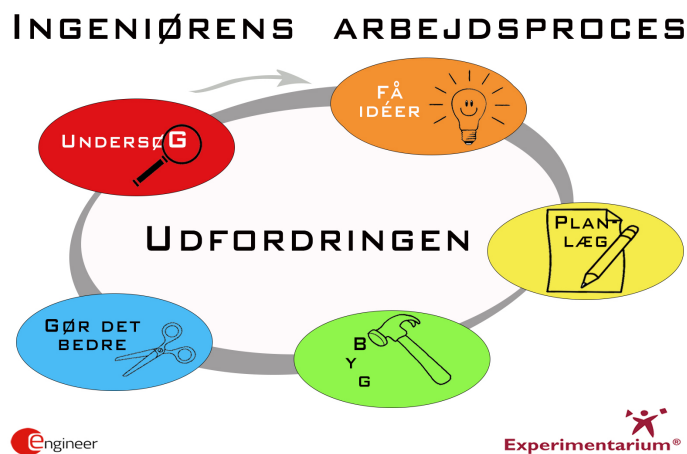 INGENIØRENS ARBEJDSPROCES
FÅ
IDÉER
UNDERSØG
PLAN-
LÆG
UDFORDRINGEN
GØR DET
BEDRE
B
Y
G
Engineer
Experimentarium®